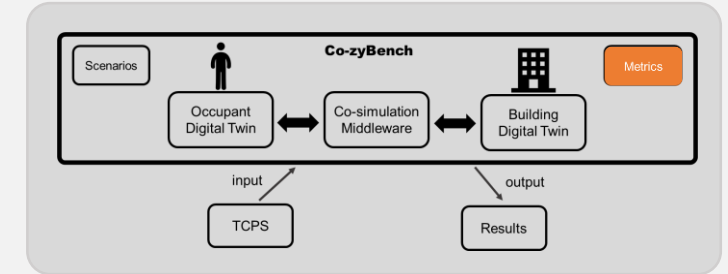 Co-zyBench
Scenarios
Metrics
Occupant
Digital Twin
Co-simulation
Middleware
Building
Digital Twin
input
output
TCPS
Results